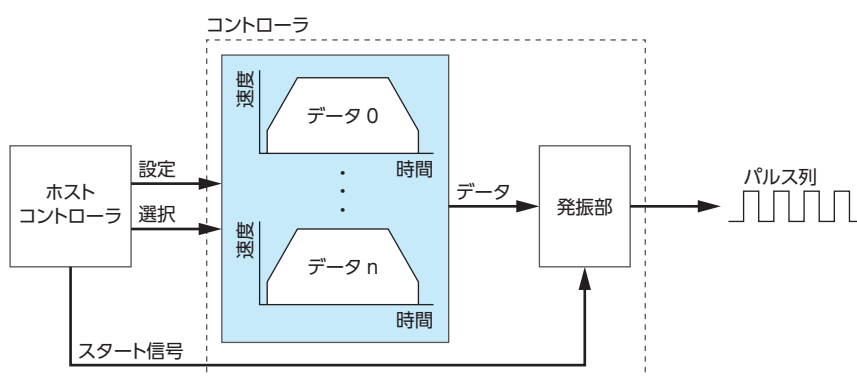 コントローラ
速度
データ 0
時間
ホスト
コントローラ
設定
選択
・
・
・
速度
データ n
時間
データ
発振部
パルス列
スタート信号